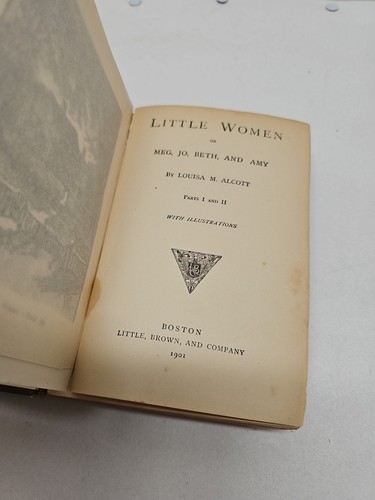 LITTLE WOMEN
OR
MEG, JO, BETH, AND AMY
BY LOUISA M. ALCOTT
PARTS I AND II
WITH ILLUSTRATIONS
BOSTON
LITTLE, BROWN, AND COMPANY
1901